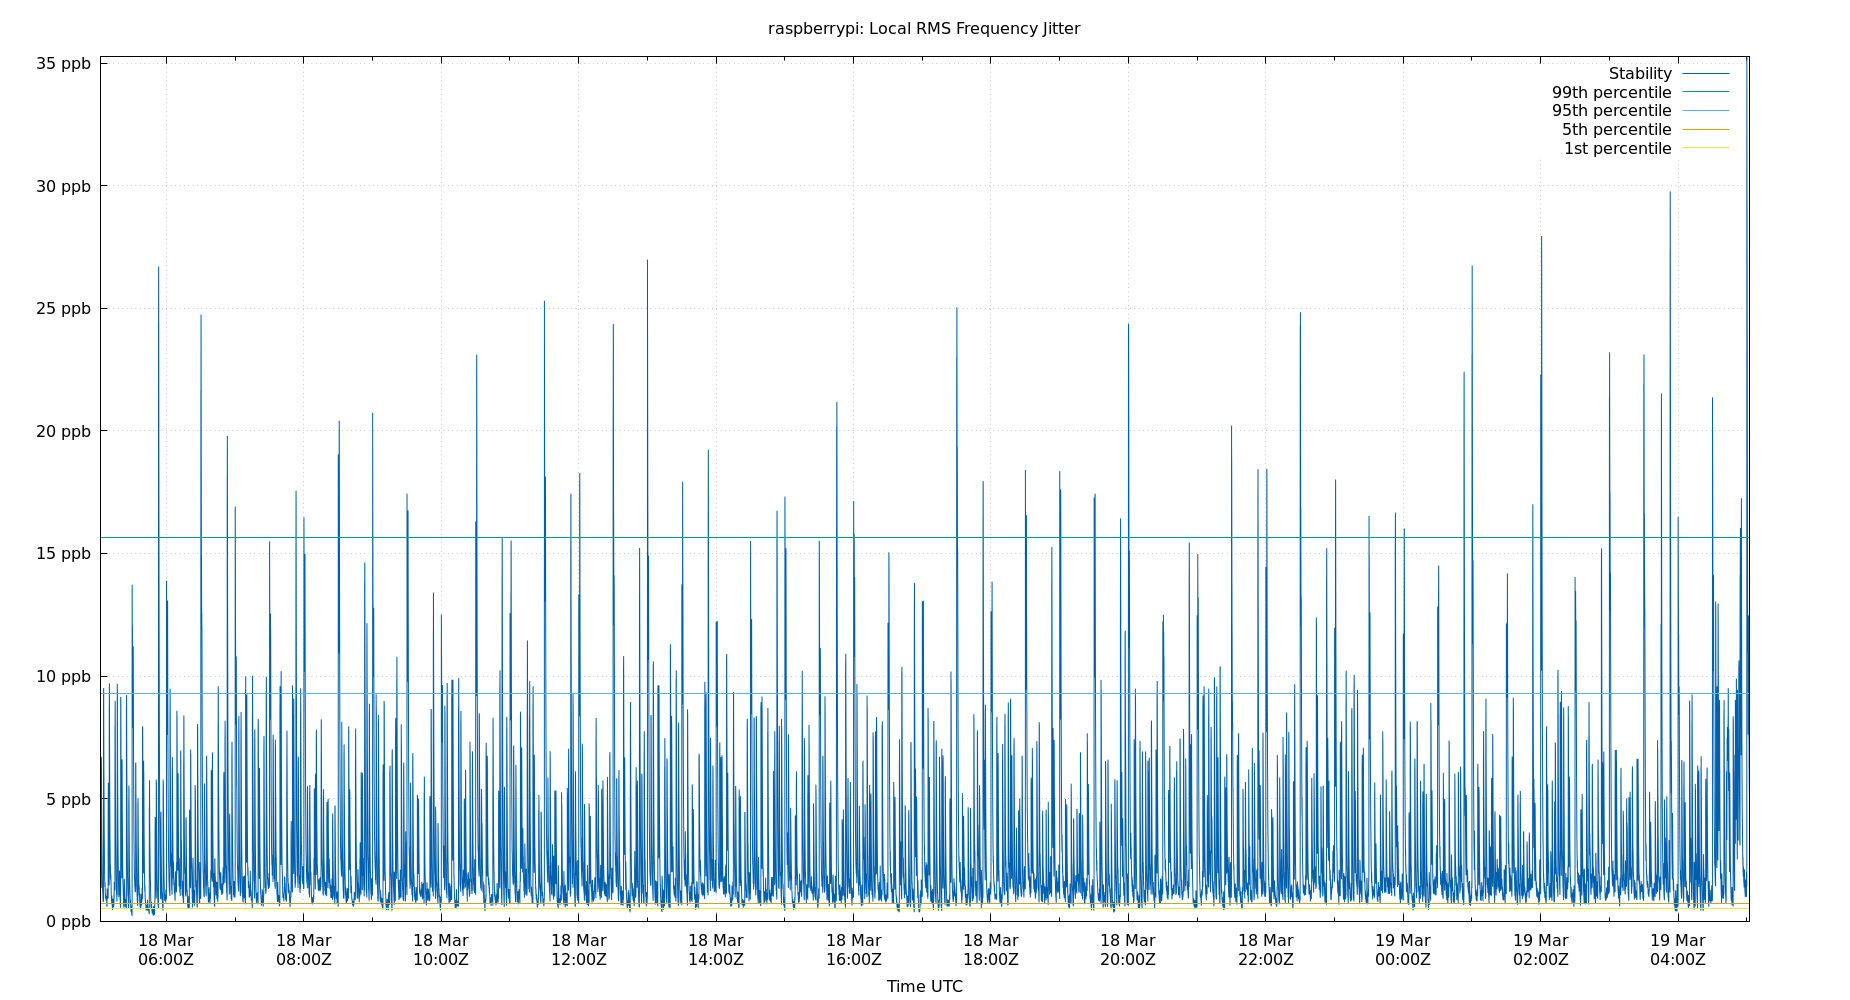 raspberrypi: Local RMS Frequency Jitter
35 ppb
30 ppb
25 ppb
20 ppb
15 ppb
10 ppb
5 ppb
0 ppb
Stability
99th percentile
95th percentile
5th percentile
1st percentile
18 Mar 18 Mar 18 Mar 18 Mar 18 Mar 18 Mar 18 Mar 18 Mar 18 Mar 19 Mar 19 Mar 19 Mar
06:00Z 08:00Z 10:00Z 12:00Z 14:00Z 16:00Z 18:00Z 20:00Z 22:00Z 00:00Z 02:00Z 04:00Z
Time UTC